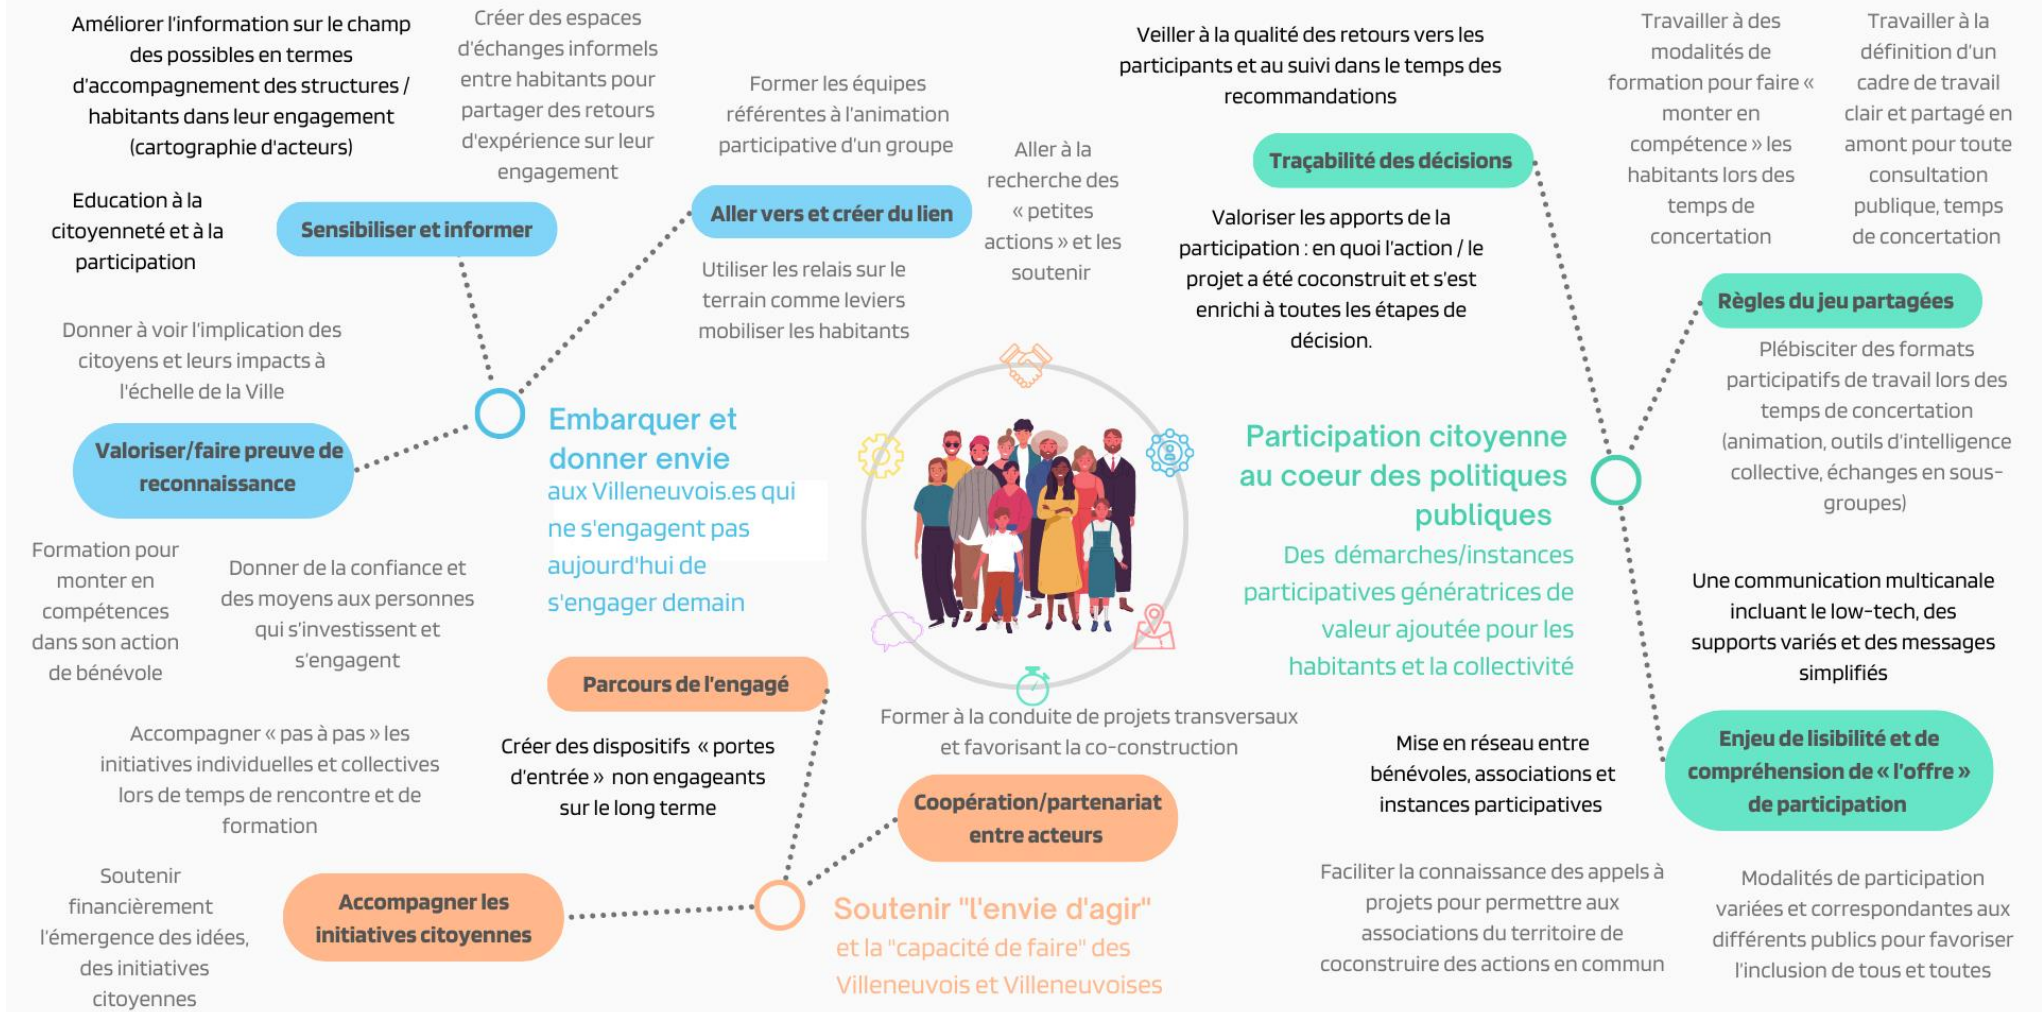 Améliorer l'information sur le champ
des possibles en termes
d'accompagnement des structures /
habitants dans leur engagement
(cartographie d'acteurs)
Créer des espaces
d'échanges informels
entre habitants pour
partager des retours
d'expérience sur leur
engagement
Education à la
citoyenneté et à la
participation
Sensibiliser et informer
Former les équipes
référentes à l'animation
participative d'un groupe
Aller vers et créer du lien
Aller à la
recherche des
« petites
actions » et les
soutenir
Utiliser les relais sur le
terrain comme leviers
mobiliser les habitants
Donner à voir l'implication des
citoyens et leurs impacts à
l'échelle de la Ville
Valoriser/faire preuve de
reconnaissance
Formation pour
monter en
compétences
dans son action
de bénévole
Donner de la confiance et
des moyens aux personnes
qui s'investissent et
s'engagent
Embarquer et
donner envie
aux Villeneuvois.es qui
ne s'engagent pas
aujourd'hui de
s'engager demain
Veiller à la qualité des retours vers les
participants et au suivi dans le temps des
recommandations
Traçabilité des décisions
Valoriser les apports de la
participation : en quoi l'action / le
projet a été coconstruit et s'est
enrichi à toutes les étapes de
décision.
Travailler à des
modalités de
formation pour faire «
monter en
compétence » les
habitants lors des
temps de
concertation
Travailler à la
définition d'un
cadre de travail
clair et partagé en
amont pour toute
consultation
publique, temps
de concertation
Règles du jeu partagées
Plébisciter des formats
participatifs de travail lors des
temps de concertation
(animation, outils d'intelligence
collective, échanges en sous-
groupes)
Participation citoyenne
au coeur des politiques
publiques
Des démarches/instances
participatives génératrices de
valeur ajoutée pour les
habitants et la collectivité
Une communication multicanale
incluant le low-tech, des
supports variés et des messages
simplifiés
Enjeu de lisibilité et de
compréhension de « l'offre »
de participation
Mise en réseau entre
bénévoles, associations et
instances participatives
Faciliter la connaissance des appels à
projets pour permettre aux
associations du territoire de
coconstruire des actions en commun
Modalités de participation
variées et correspondantes aux
différents publics pour favoriser
l'inclusion de tous et toutes
Parcours de l'engagé
Créer des dispositifs « portes
d'entrée » non engageants
sur le long terme
Former à la conduite de projets transversaux
et favorisant la co-construction
Coopération/partenariat
entre acteurs
Accompagner « pas à pas » les
initiatives individuelles et collectives
lors de temps de rencontre et de
formation
Soutenir
financièrement
l'émergence des idées,
des initiatives
citoyennes
Accompagner les
initiatives citoyennes
Soutenir "l'envie d'agir"
et la "capacité de faire" des
Villeneuvois et Villeneuvoises